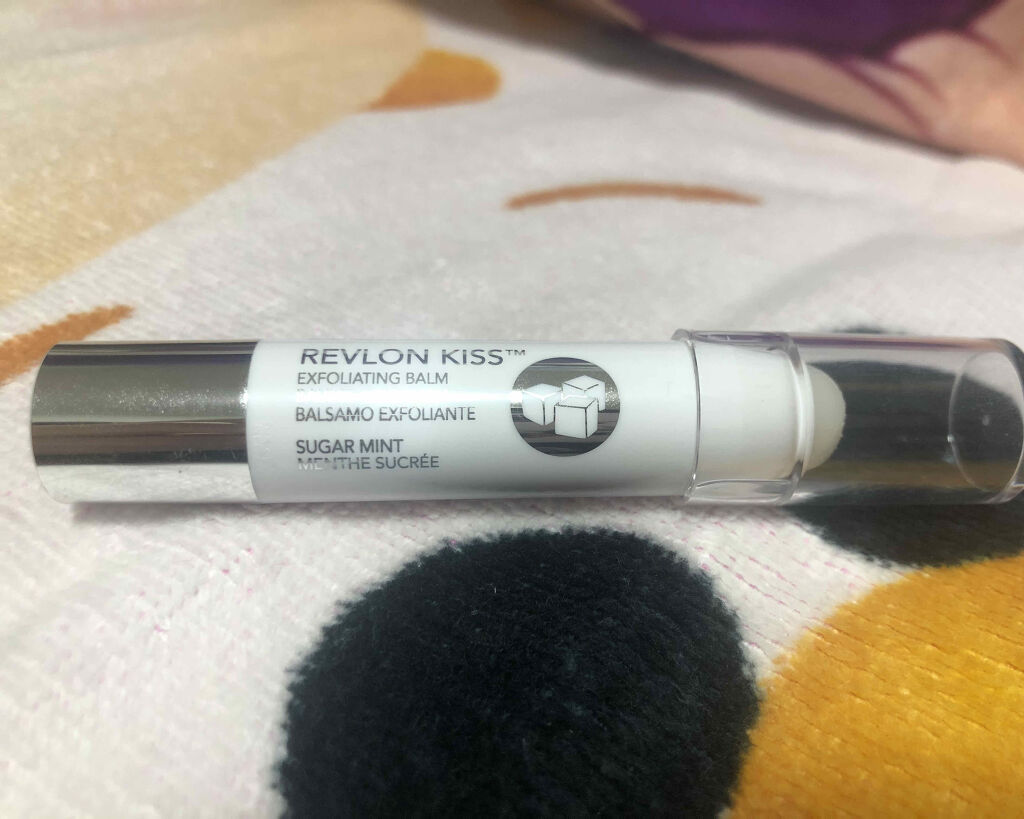 REVLON KISS™
EXFOLIATING BALM
BALSAMO EXFOLIANTE
SUGAR MINT
MENTHE SUCRÉE